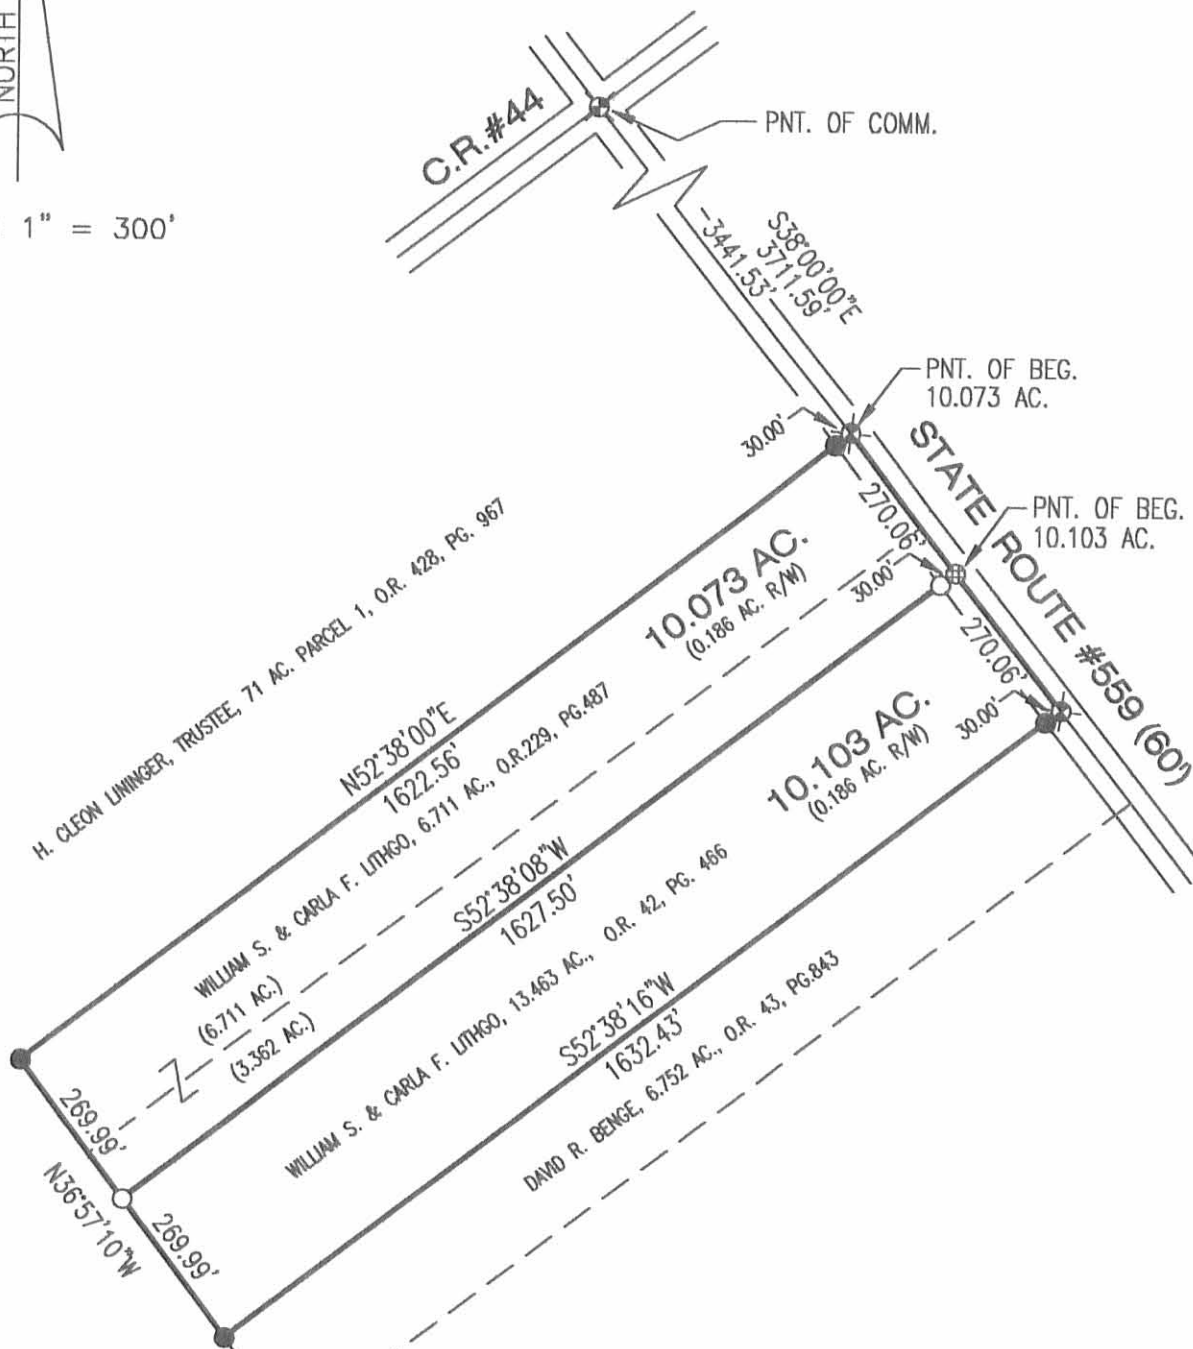 NORTH
1" = 300'
C.R.#44
PNT. OF COMM.
S38°00'00"E
3711.59'
-3441.53'
PNT. OF BEG.
10.073 AC.
30.00'
STATE ROUTE #559 (60')
270.06'
PNT. OF BEG.
10.103 AC.
30.00'
270.06'
30.00'
10.073 AC.
(0.186 AC. R/W)
10.103 AC.
(0.186 AC. R/W)
H. CLEON LININGER, TRUSTEE, 71 AC. PARCEL 1, O.R. 428, PG. 967
N52°38'00"E
1622.56'
WILLIAM S. & CARLA F. LITHGO, 6.711 AC., O.R.229, PG.487
S52°38'08"W
1627.50'
(6.711 AC.)
(3.362 AC.)
WILLIAM S. & CARLA F. LITHGO, 13.463 AC., O.R. 42, PG. 466
S52°38'16"W
1632.43'
DAVID R. BENGE, 6.752 AC., O.R. 43, PG.843
269.99'
N36°57'10"W
269.99'